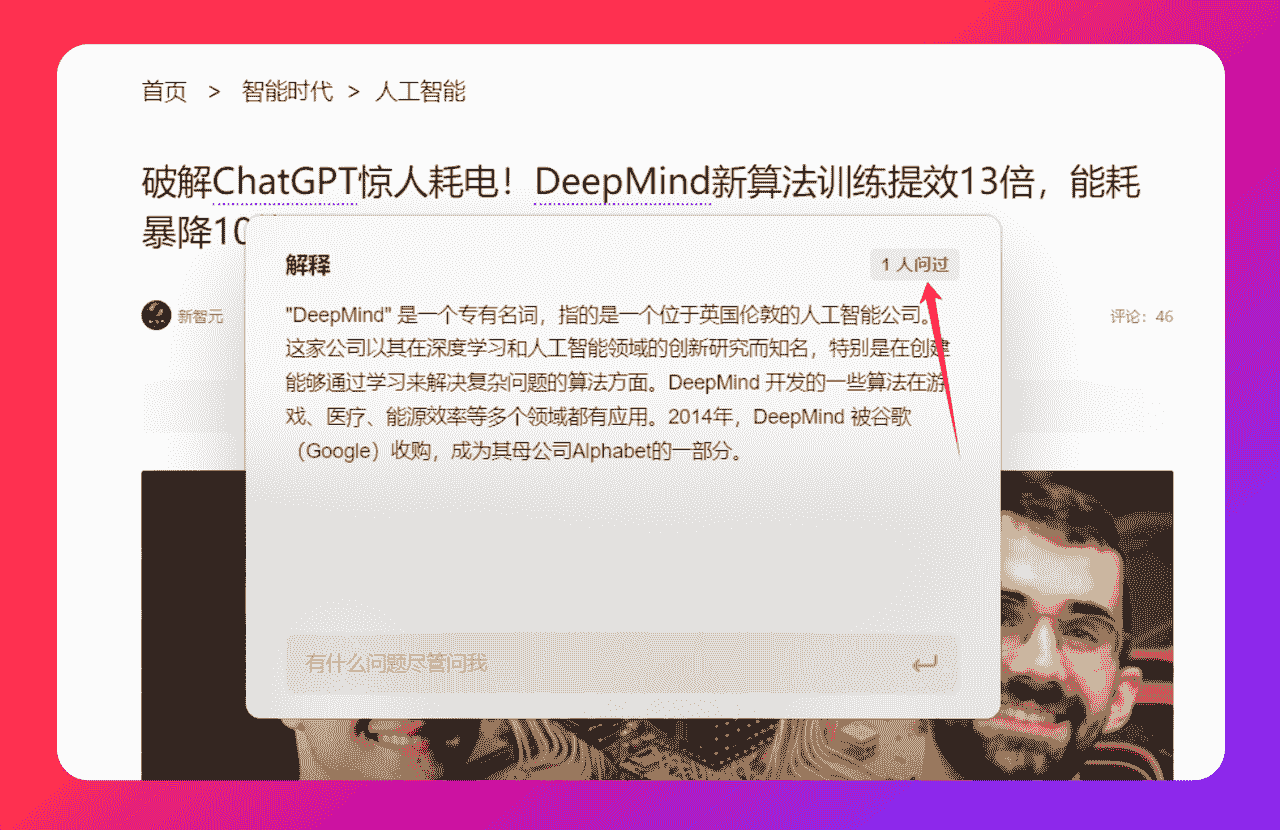 首页 > 智能时代 > 人工智能
破解ChatGPT惊人耗电！DeepMind新算法训练提效13倍，能耗
暴降10
解释
1 人问过
新智元
评论：46
"DeepMind" 是一个专有名词，指的是一个位于英国伦敦的人工智能公司。
这家公司以其在深度学习和人工智能领域的创新研究而知名，特别是在创建
能够通过学习来解决复杂问题的算法方面。DeepMind 开发的一些算法在游
戏、医疗、能源效率等多个领域都有应用。2014年，DeepMind 被谷歌
（Google）收购，成为其母公司Alphabet的一部分。
有什么问题尽管问我